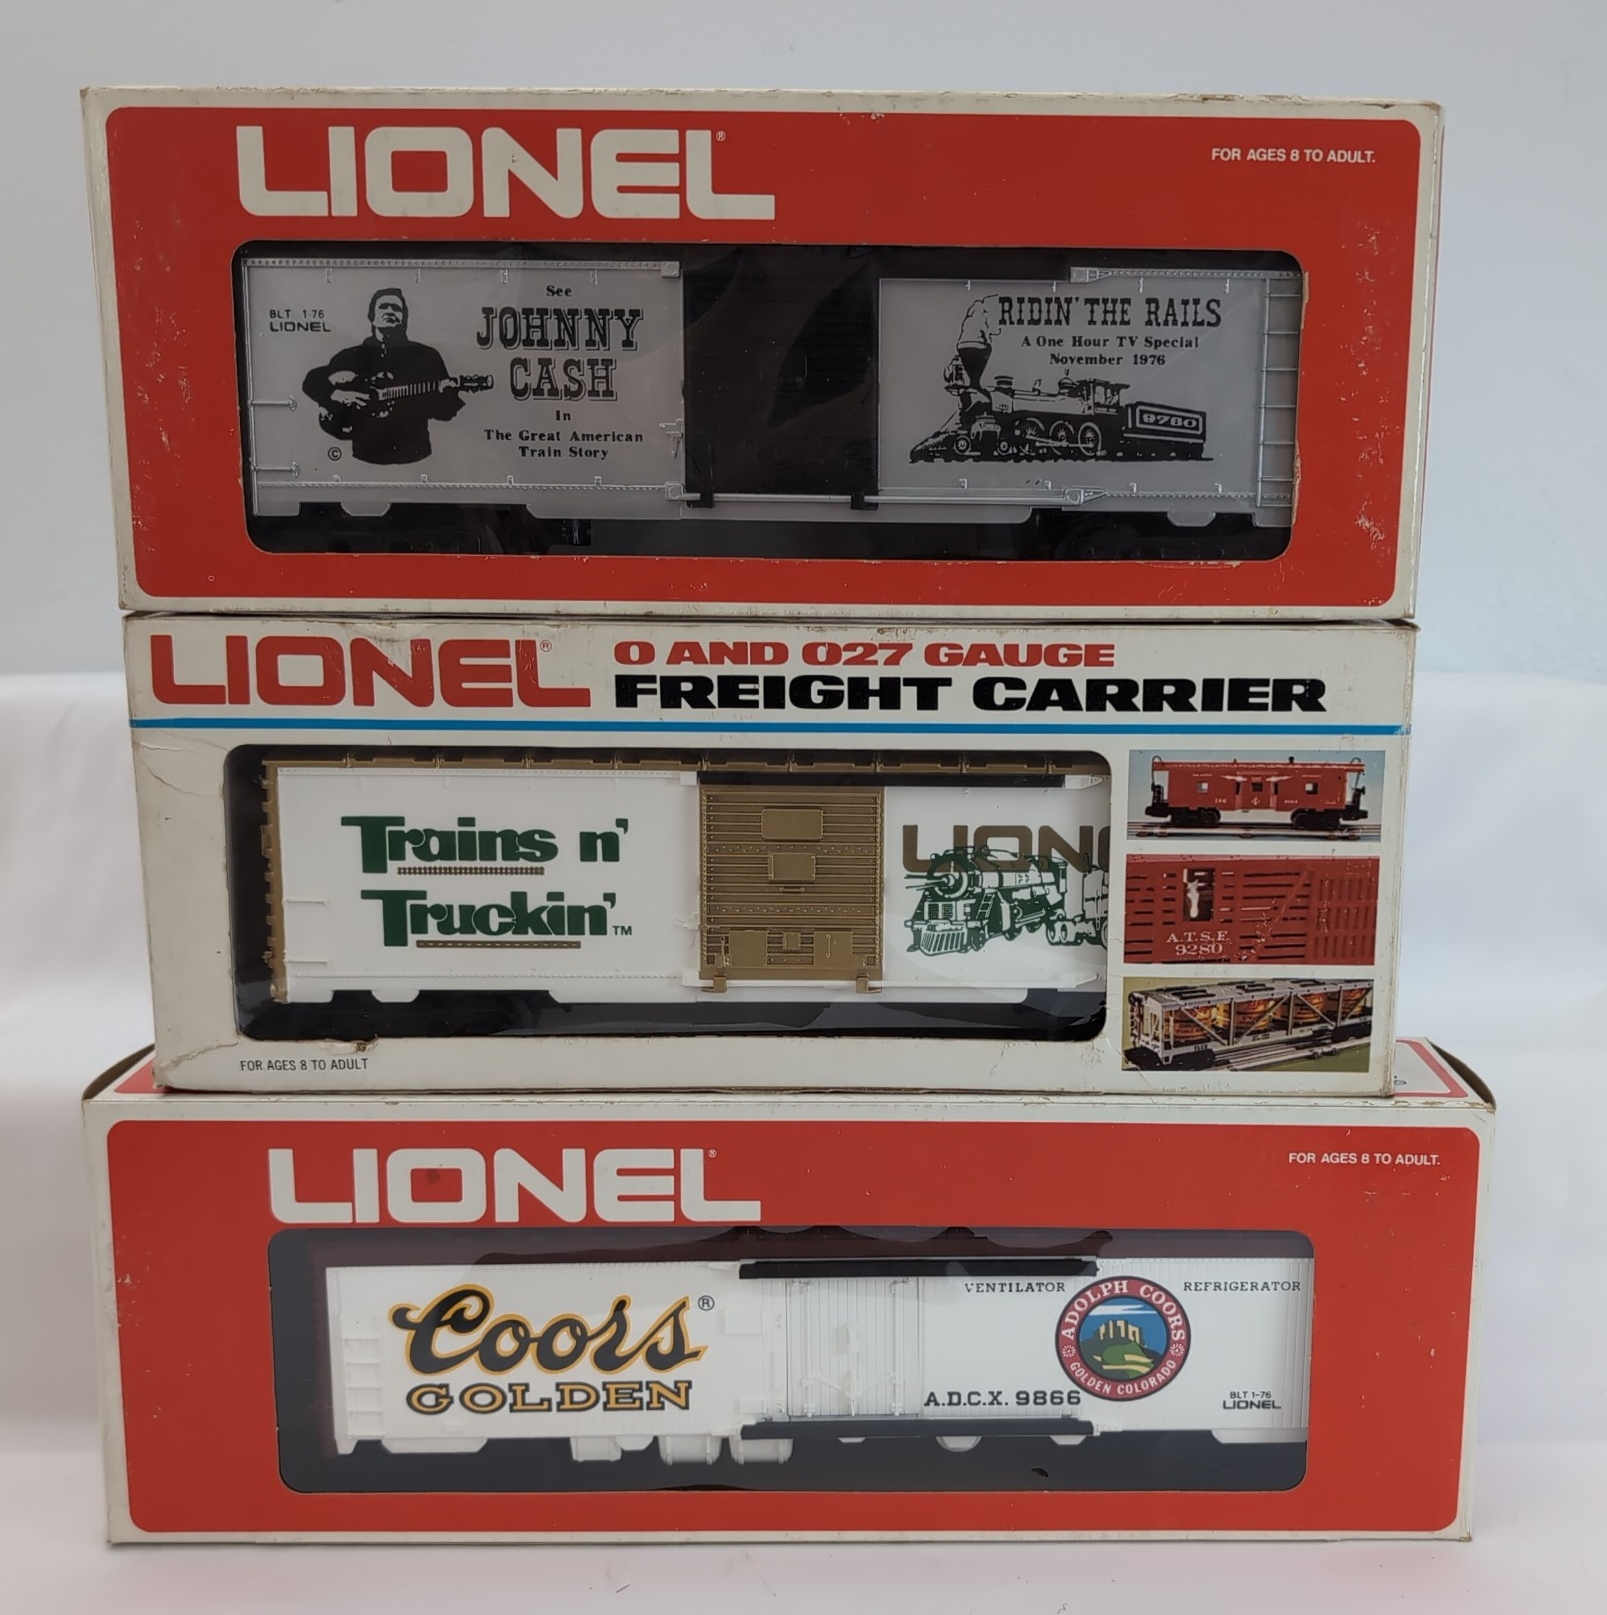 LIONEL®
FOR AGES 8 TO ADULT.
BLT 1-76
LIONEL
©
See
JOHNNY
CASH
In
The Great American
Train Story
RIDIN' THE RAILS
A One Hour TV Special
November 1976
9780
LIONEL®
O AND O27 GAUGE
FREIGHT CARRIER
Trains n'
Truckin'™
LION
A.T.S.F.
9280
FOR AGES 8 TO ADULT
LIONEL®
FOR AGES 8 TO ADULT.
Coors®
GOLDEN
VENTILATOR
REFRIGERATOR
ADOLPH COORS
GOLDEN COLORADO
A.D.C.X. 9866
BLT 1-76
LIONEL